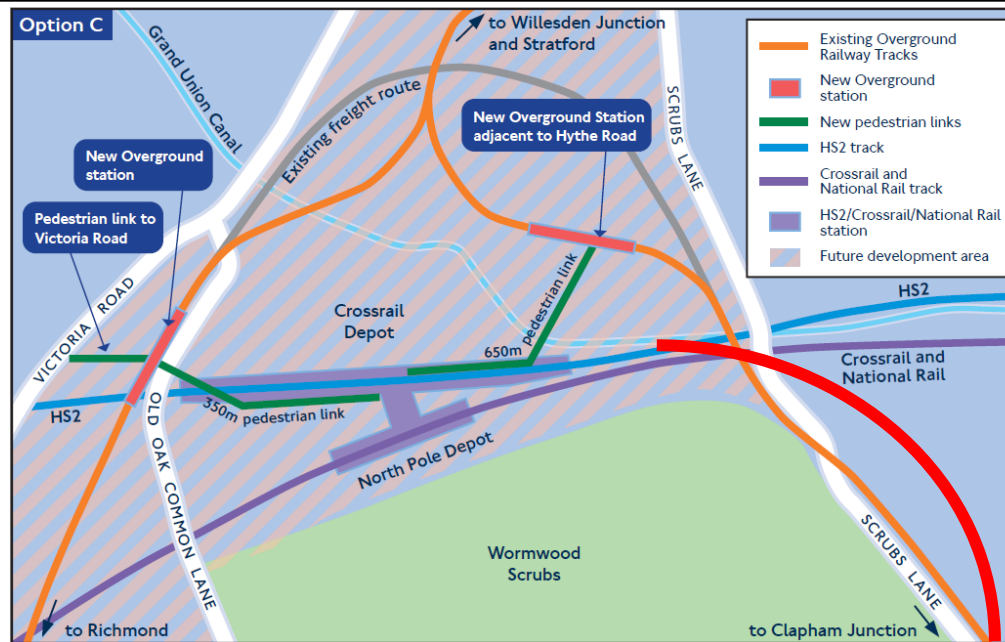 Option C
to Willesden Junction
and Stratford
Grand Union Canal
Existing freight route
SCRUBS LANE
New Overground Station
adjacent to Hythe Road
New Overground
station
Pedestrian link to
Victoria Road
Existing Overground
Railway Tracks
New Overground
station
New pedestrian links
HS2 track
Crossrail and
National Rail track
HS2/Crossrail/National Rail
station
Future development area
VICTORIA ROAD
Crossrail
Depot
650m
pedestrian link
HS2
Crossrail and
National Rail
HS2
OLD OAK COMMON LANE
350m pedestrian link
North Pole Depot
Wormwood
Scrubs
SCRUBS LANE
to Richmond
to Clapham Junction